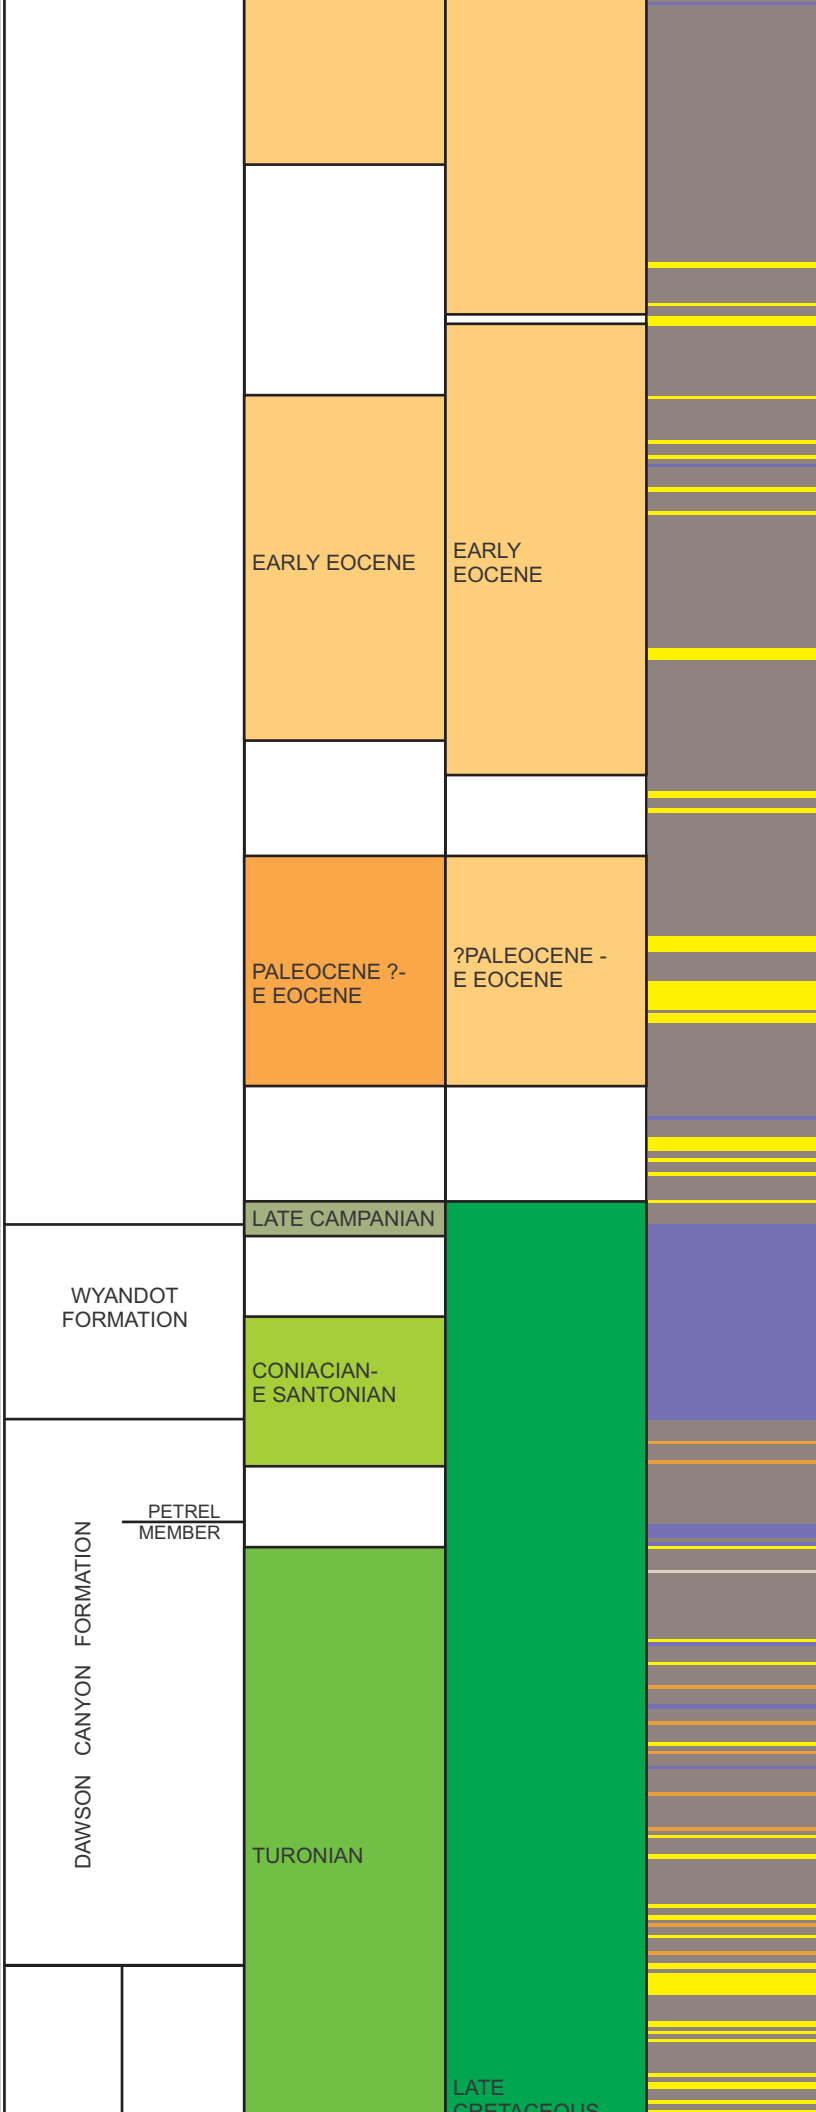 EARLY EOCENE
EARLY
EOCENE
PALEOCENE ?-
E EOCENE
?PALEOCENE -
E EOCENE
LATE CAMPANIAN
WYANDOT
FORMATION
CONIACIAN-
E SANTONIAN
PETREL
MEMBER
DAWSON CANYON FORMATION
TURONIAN
LATE
CRETACEOUS